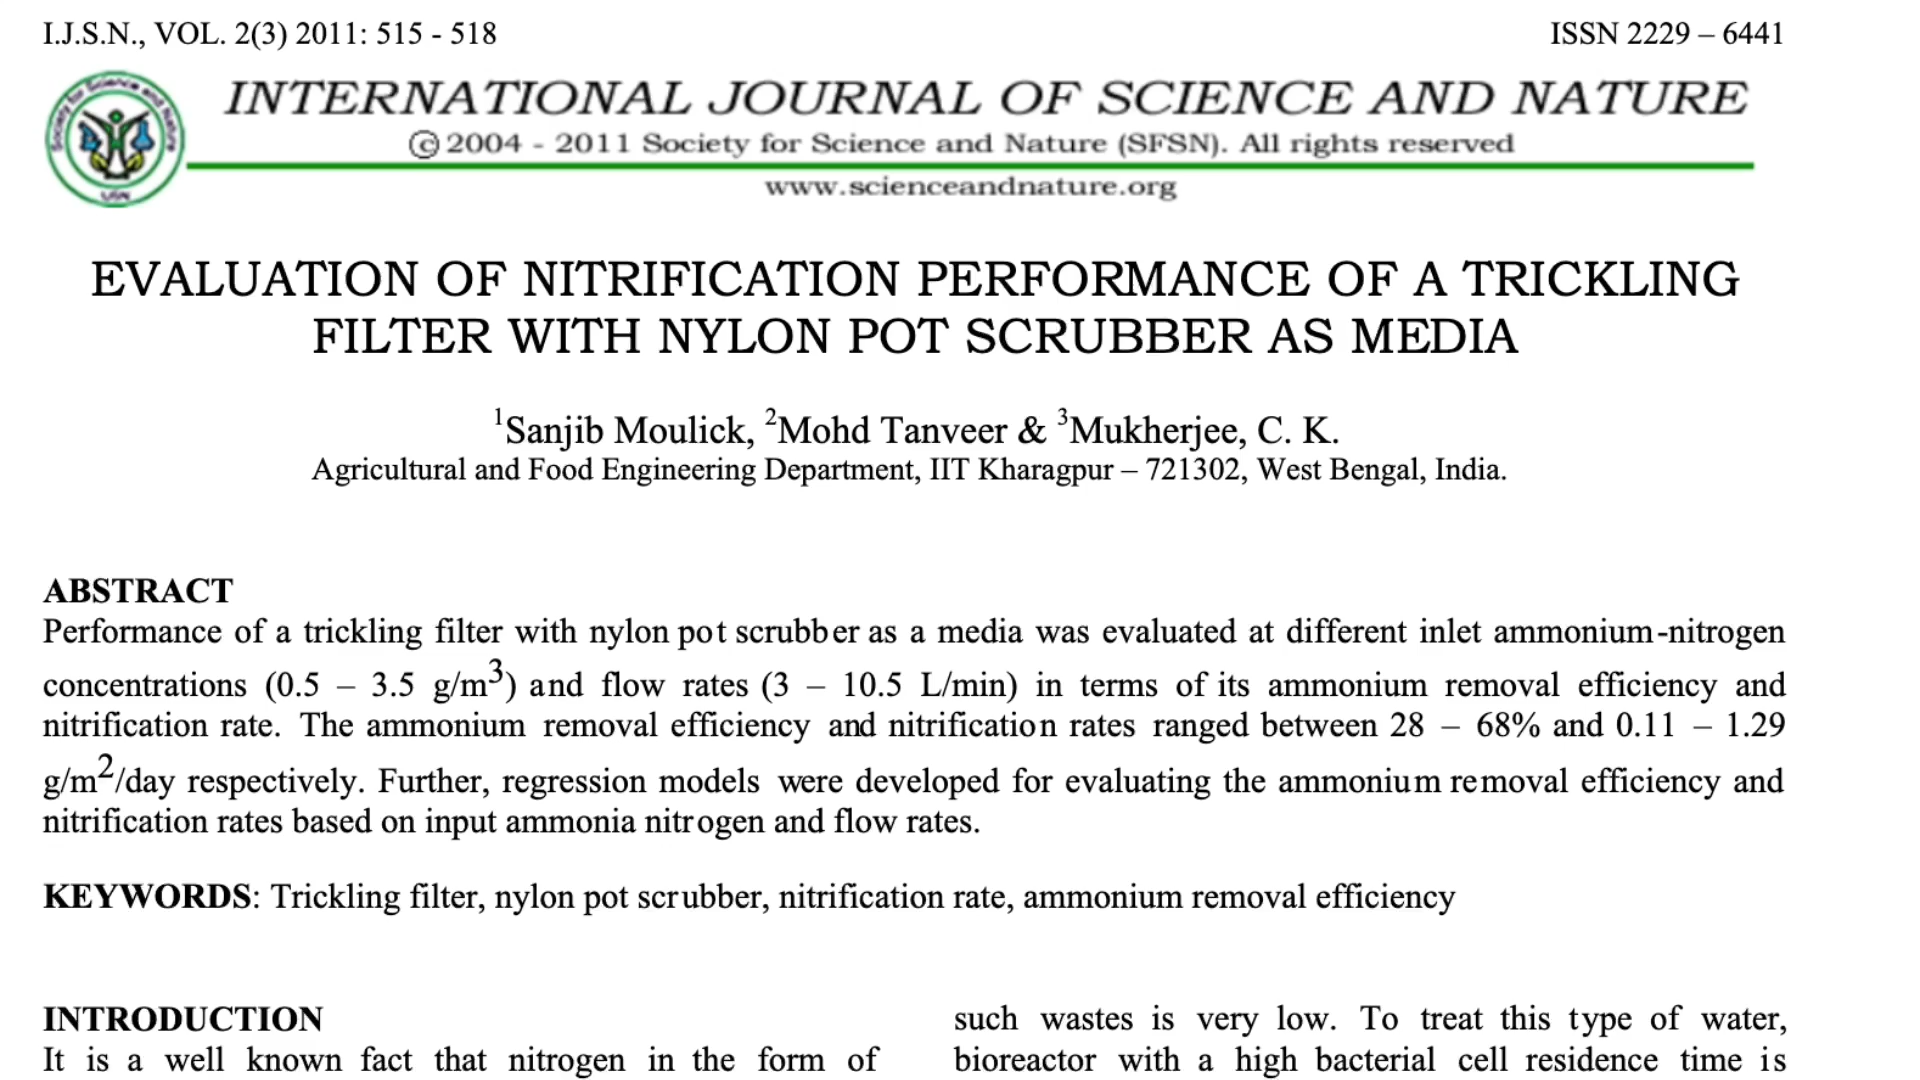 I.J.S.N., VOL. 2(3) 2011: 515 - 518
ISSN 2229 – 6441
INTERNATIONAL JOURNAL OF SCIENCE AND NATURE
© 2004 - 2011 Society for Science and Nature (SFSN). All rights reserved
www.scienceandnature.org
EVALUATION OF NITRIFICATION PERFORMANCE OF A TRICKLING
FILTER WITH NYLON POT SCRUBBER AS MEDIA
¹Sanjib Moulick, ²Mohd Tanveer & ³Mukherjee, C. K.
Agricultural and Food Engineering Department, IIT Kharagpur – 721302, West Bengal, India.
ABSTRACT
Performance of a trickling filter with nylon pot scrubber as a media was evaluated at different inlet ammonium-nitrogen
concentrations (0.5 – 3.5 g/m³) and flow rates (3 – 10.5 L/min) in terms of its ammonium removal efficiency and
nitrification rate. The ammonium removal efficiency and nitrification rates ranged between 28 – 68% and 0.11 – 1.29
g/m²/day respectively. Further, regression models were developed for evaluating the ammonium removal efficiency and
nitrification rates based on input ammonia nitrogen and flow rates.
KEYWORDS: Trickling filter, nylon pot scrubber, nitrification rate, ammonium removal efficiency
INTRODUCTION
It is a well known fact that nitrogen in the form of
such wastes is very low. To treat this type of water,
bioreactor with a high bacterial cell residence time is